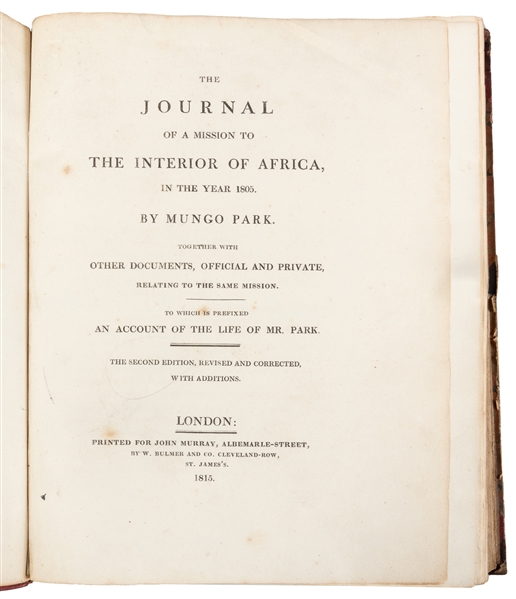 THE
JOURNAL
OF A MISSION TO
THE INTERIOR OF AFRICA,
IN THE YEAR 1805.
BY MUNGO PARK.
TOGETHER WITH
OTHER DOCUMENTS, OFFICIAL AND PRIVATE,
RELATING TO THE SAME MISSION.
TO WHICH IS PREFIXED
AN ACCOUNT OF THE LIFE OF MR. PARK.
THE SECOND EDITION, REVISED AND CORRECTED,
WITH ADDITIONS.
LONDON:
PRINTED FOR JOHN MURRAY, ALBEMARLE-STREET,
BY W. BULMER AND CO. CLEVELAND-ROW,
ST. JAMES'S.
1815.